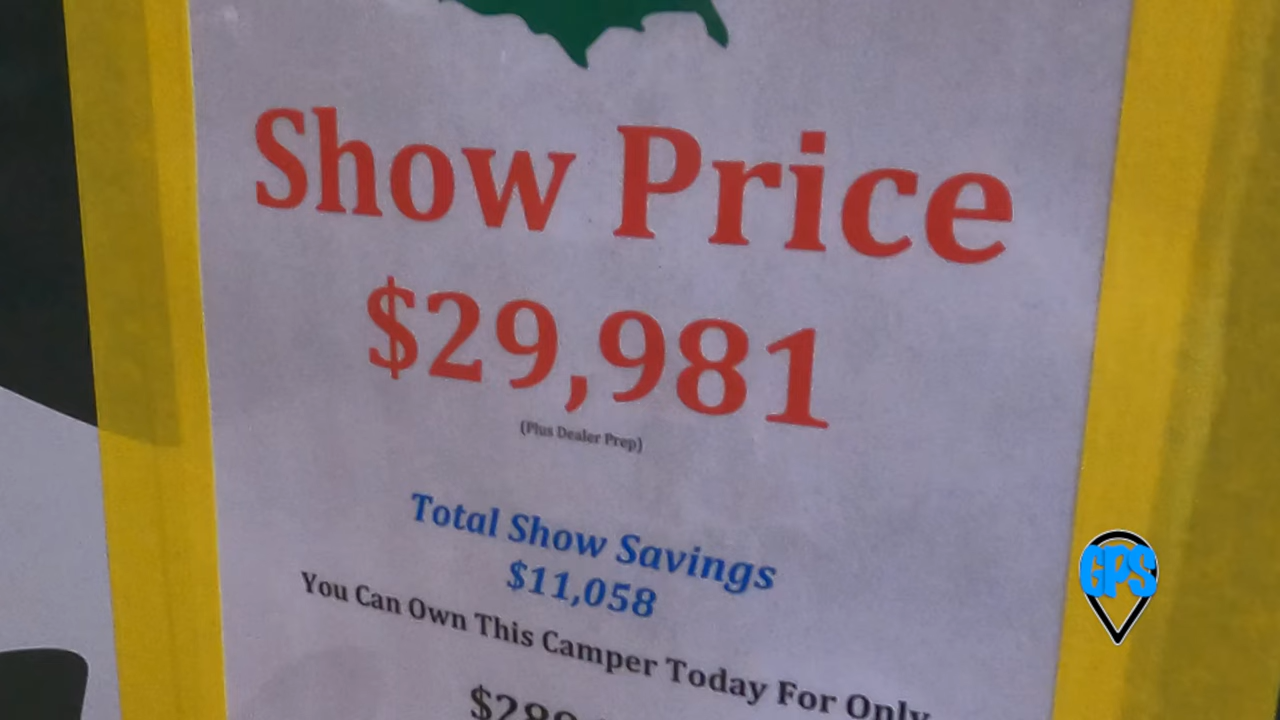 Show Price
$29,981
(Plus Dealer Prep)
Total Show Savings
$11,058
You Can Own This Camper Today For Only
GPS